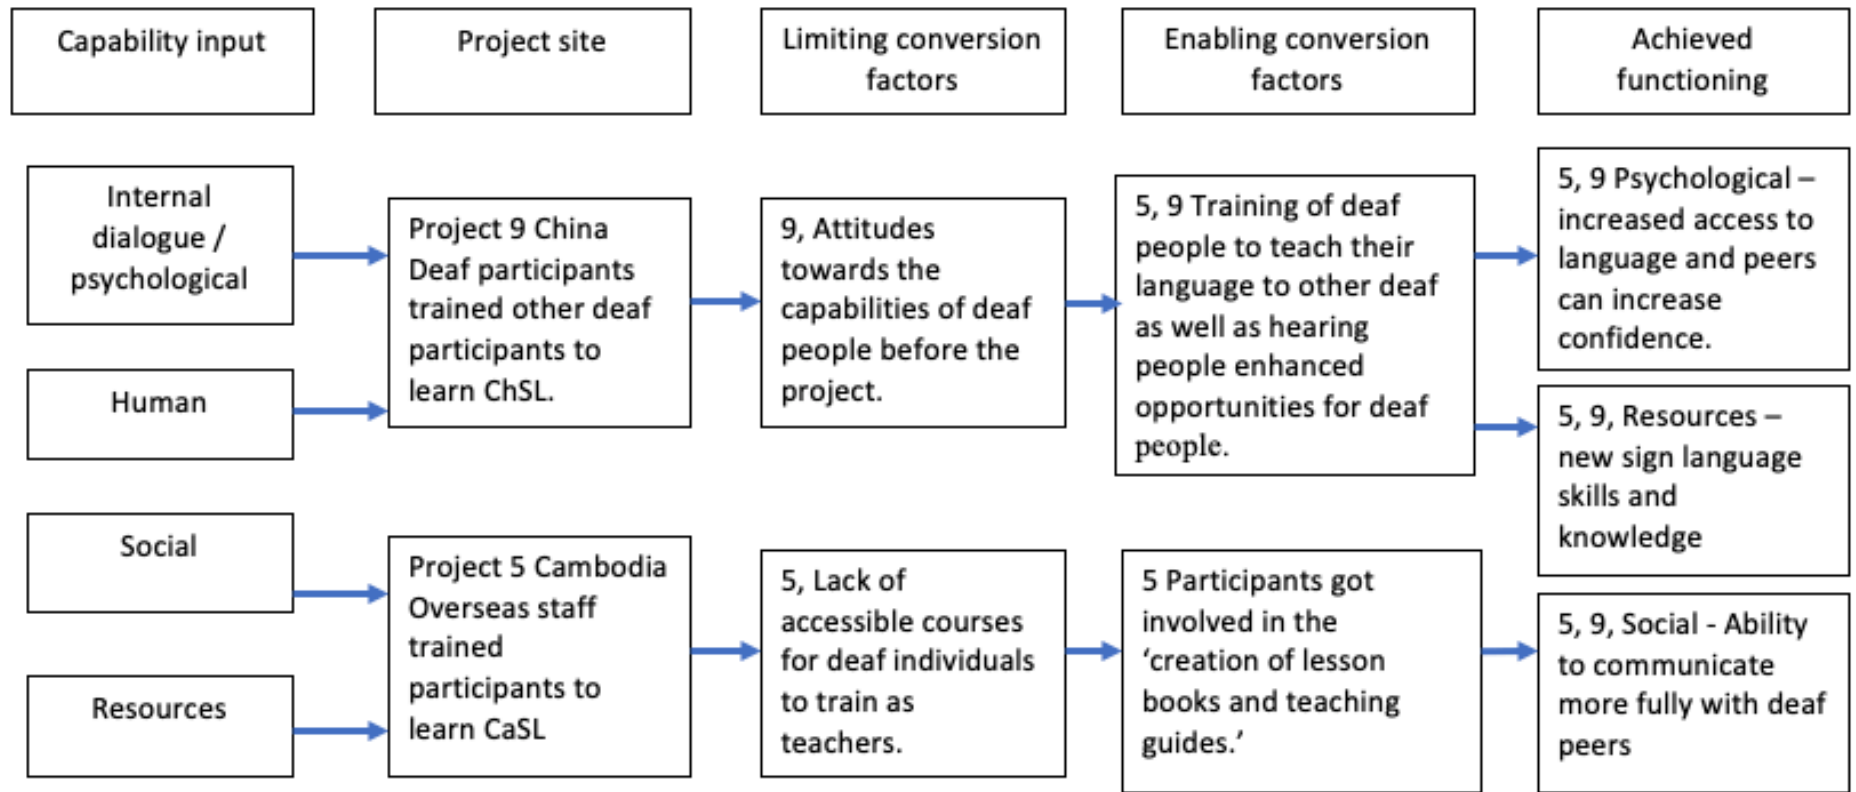 Capability input
Project site
Limiting conversion
factors
Enabling conversion
factors
Achieved
functioning
Internal
dialogue /
psychological
Human
Social
Resources
Project 9 China
Deaf participants
trained other deaf
participants to
learn ChSL.
Project 5 Cambodia
Overseas staff
trained
participants to
learn CaSL
9, Attitudes
towards the
capabilities of deaf
people before the
project.
5, Lack of
accessible courses
for deaf individuals
to train as
teachers.
5, 9 Training of deaf
people to teach their
language to other deaf
as well as hearing
people enhanced
opportunities for deaf
people.
5 Participants got
involved in the
‘creation of lesson
books and teaching
guides.’
5, 9 Psychological –
increased access to
language and peers
can increase
confidence.
5, 9, Resources –
new sign language
skills and
knowledge
5, 9, Social - Ability
to communicate
more fully with deaf
peers